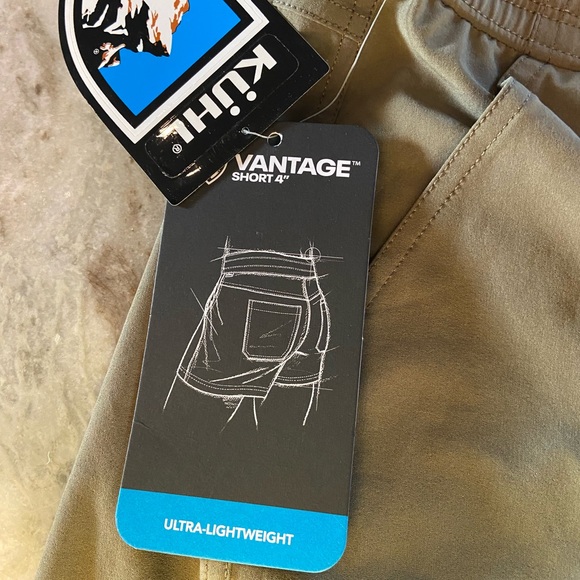 KÜHL
®
®
VANTAGE™
SHORT 4"
ULTRA-LIGHTWEIGHT